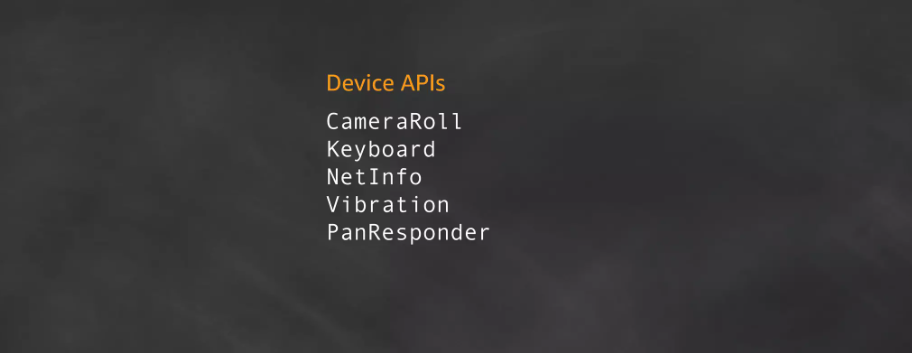 Device APIs
CameraRoll
Keyboard
NetInfo
Vibration
PanResponder